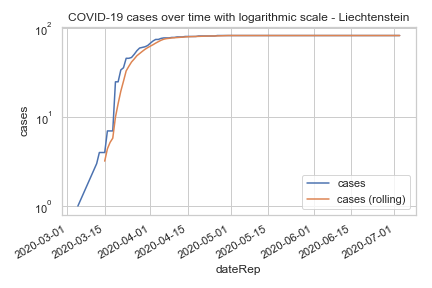 COVID-19 cases over time with logarithmic scale - Liechtenstein
10²
10¹
10⁰
cases
cases
cases (rolling)
2020-03-01
2020-03-15
2020-04-01
2020-04-15
2020-05-01
2020-05-15
2020-06-01
2020-06-15
2020-07-01
dateRep